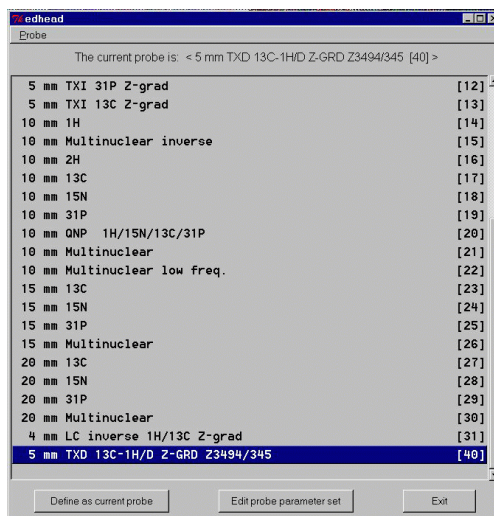 edhead
Probe
The current probe is: < 5 mm TXD 13C-1H/D Z-GRD Z3494/345 [40] >
5 mm TXI 31P Z-grad [12]
5 mm TXI 13C Z-grad [13]
10 mm 1H [14]
10 mm Multinuclear inverse [15]
10 mm 2H [16]
10 mm 13C [17]
10 mm 15N [18]
10 mm 31P [19]
10 mm QNP 1H/15N/13C/31P [20]
10 mm Multinuclear [21]
10 mm Multinuclear low freq. [22]
15 mm 13C [23]
15 mm 15N [24]
15 mm 31P [25]
15 mm Multinuclear [26]
20 mm 13C [27]
20 mm 15N [28]
20 mm 31P [29]
20 mm Multinuclear [30]
4 mm LC inverse 1H/13C Z-grad [31]
5 mm TXD 13C-1H/D Z-GRD Z3494/345 [40]
Define as current probe Edit probe parameter set Exit